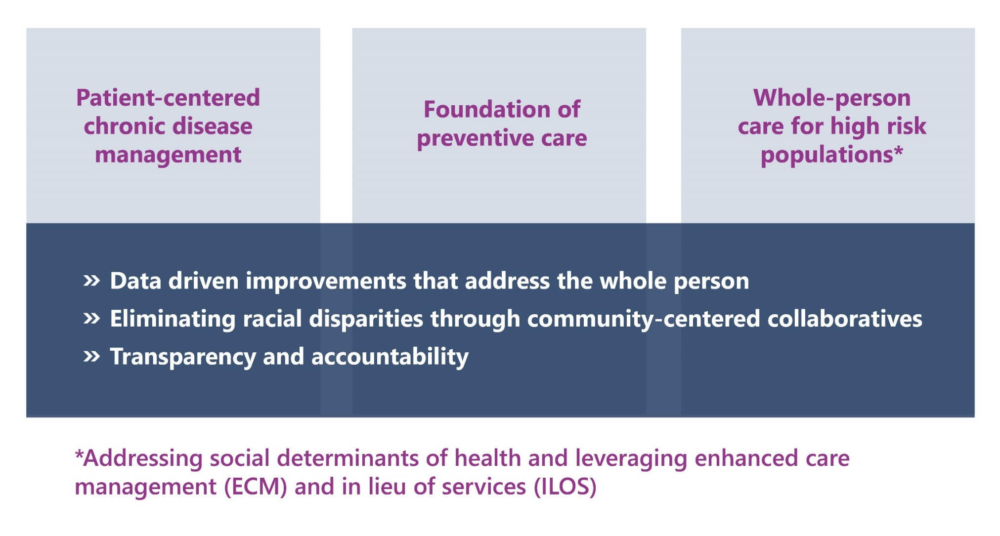 Patient-centered
chronic disease
management
Foundation of
preventive care
Whole-person
care for high risk
populations*
» Data driven improvements that address the whole person
» Eliminating racial disparities through community-centered collaboratives
» Transparency and accountability
*Addressing social determinants of health and leveraging enhanced care
management (ECM) and in lieu of services (ILOS)